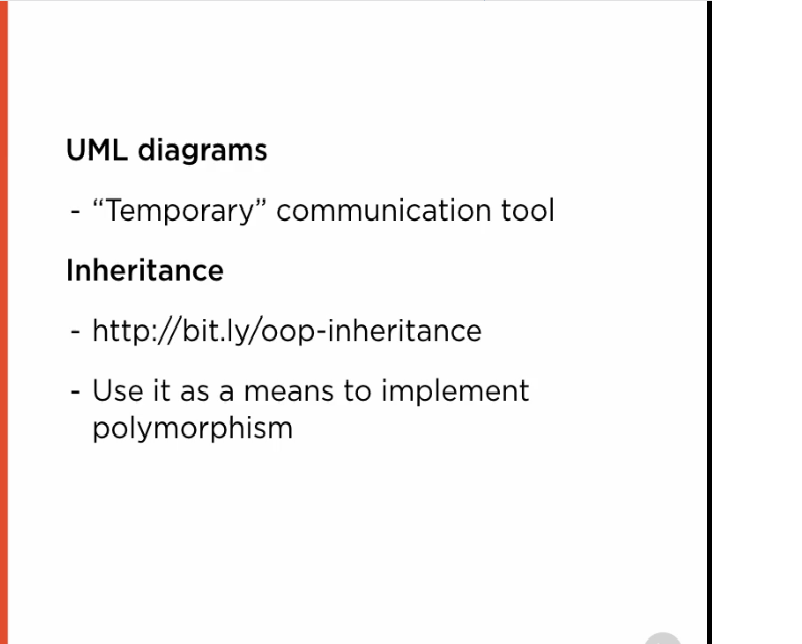 UML diagrams
- “Temporary” communication tool
Inheritance
- http://bit.ly/oop-inheritance
- Use it as a means to implement
polymorphism